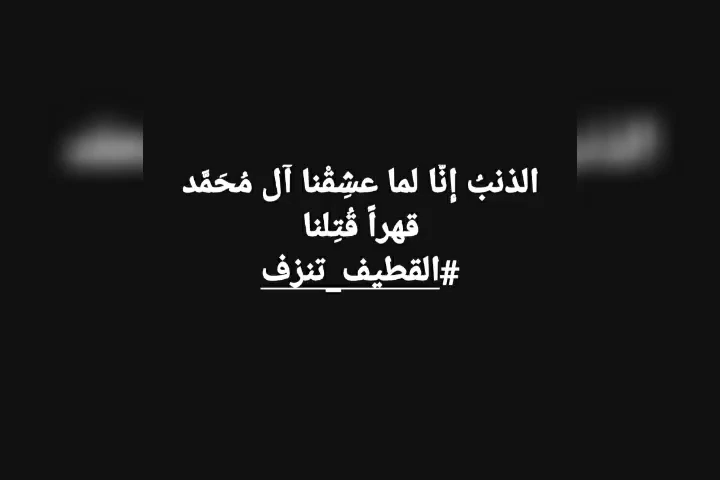 الذنبُ إنّا لما عشِقْنا آل مُحَمَّد
قهراً قُتِلنا
#القطيف_تنزف